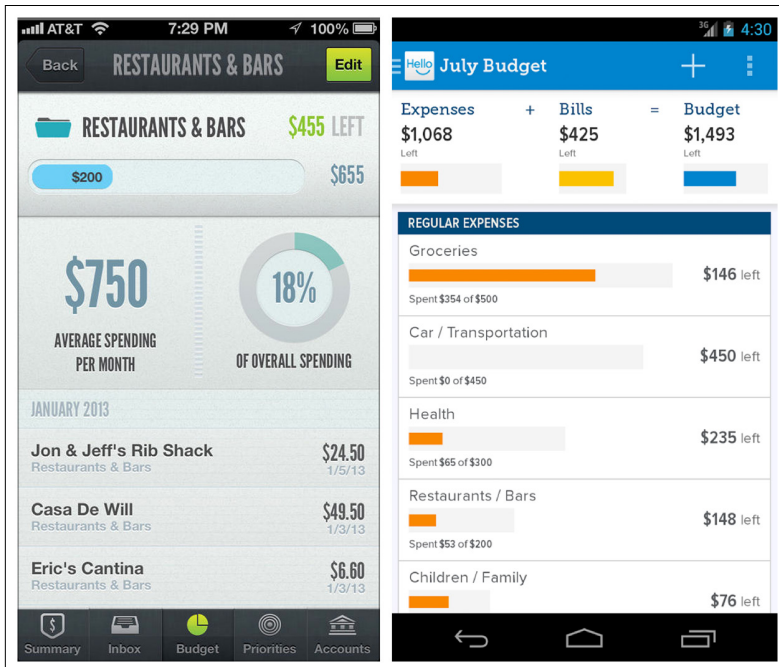 AT&T 7:29 PM 100%
Back RESTAURANTS & BARS Edit
RESTAURANTS & BARS $455 LEFT
$200 $655
$750
AVERAGE SPENDING
PER MONTH
18%
OF OVERALL SPENDING
JANUARY 2013
Jon & Jeff's Rib Shack $24.50
Restaurants & Bars 1/5/13
Casa De Will $49.50
Restaurants & Bars 1/3/13
Eric's Cantina $6.60
Restaurants & Bars 1/3/13
$
Summary Inbox Budget Priorities Accounts
3G 4:30
Hello July Budget
Expenses + Bills = Budget
$1,068 $425 $1,493
Left Left Left
REGULAR EXPENSES
Groceries
$146 left
Spent $354 of $500
Car / Transportation
$450 left
Spent $0 of $450
Health
$235 left
Spent $65 of $300
Restaurants / Bars
$148 left
Spent $53 of $200
Children / Family
$76 left